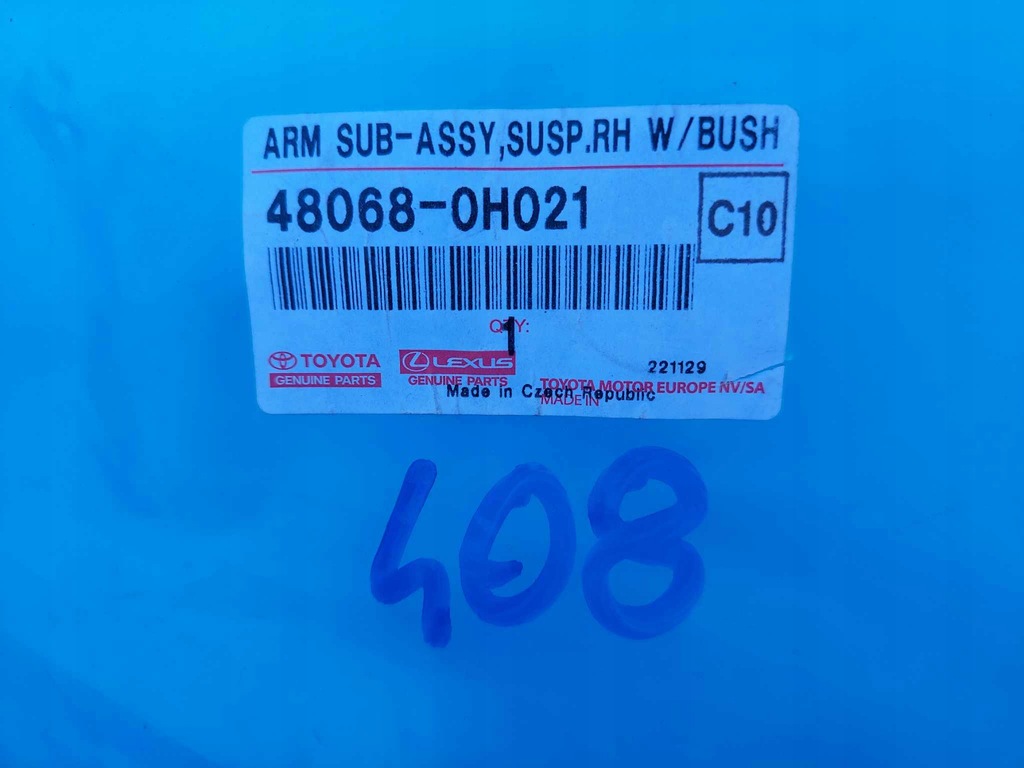 ARM SUB-ASSY,SUSP.RH W/BUSH
48068-0H021
C10
QTY:
1
TOYOTA
GENUINE PARTS
LEXUS
GENUINE PARTS
221129
TOYOTA MOTOR EUROPE NV/SA
Made in Czech Republic
MADE IN
408